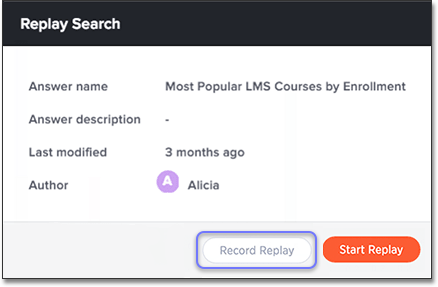 Replay Search
Answer name Most Popular LMS Courses by Enrollment
Answer description -
Last modified 3 months ago
Author A Alicia
Record Replay Start Replay